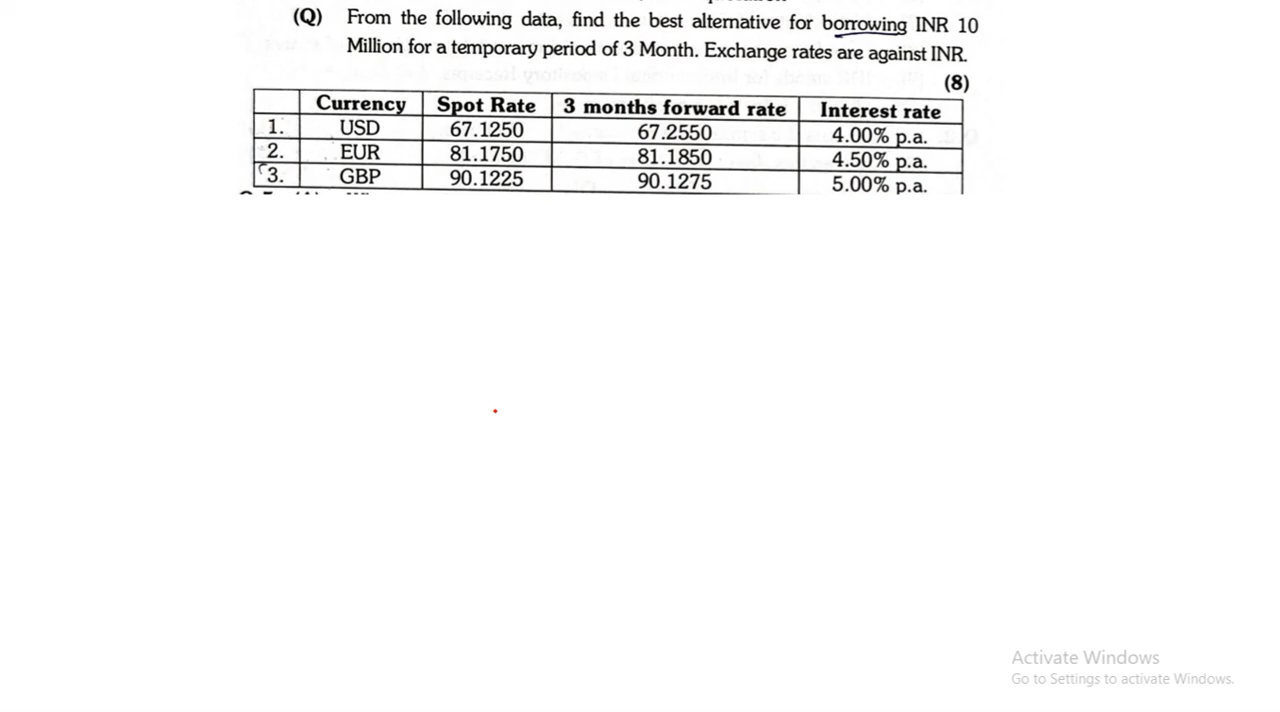 (Q) From the following data, find the best alternative for borrowing INR 10
Million for a temporary period of 3 Month. Exchange rates are against INR.
(8)
Currency Spot Rate 3 months forward rate Interest rate
1. USD 67.1250 67.2550 4.00% p.a.
2. EUR 81.1750 81.1850 4.50% p.a.
3. GBP 90.1225 90.1275 5.00% p.a.
Activate Windows
Go to Settings to activate Windows.